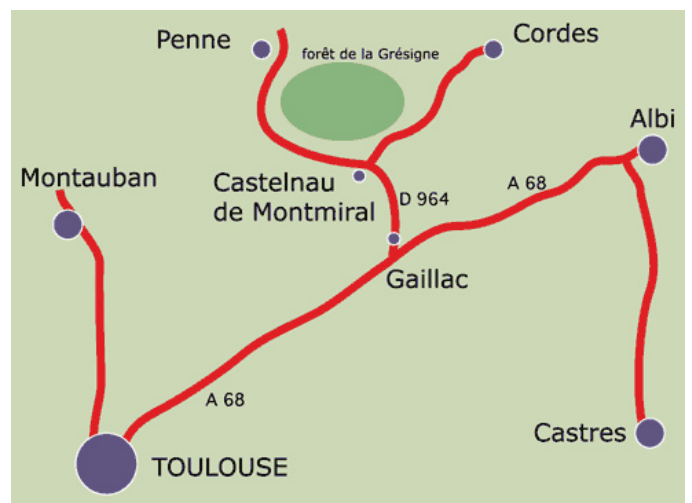 Penne
forêt de la Grésigne
Cordes
Albi
Montauban
Castelnau
de Montmiral
D 964
A 68
Gaillac
A 68
Castres
TOULOUSE